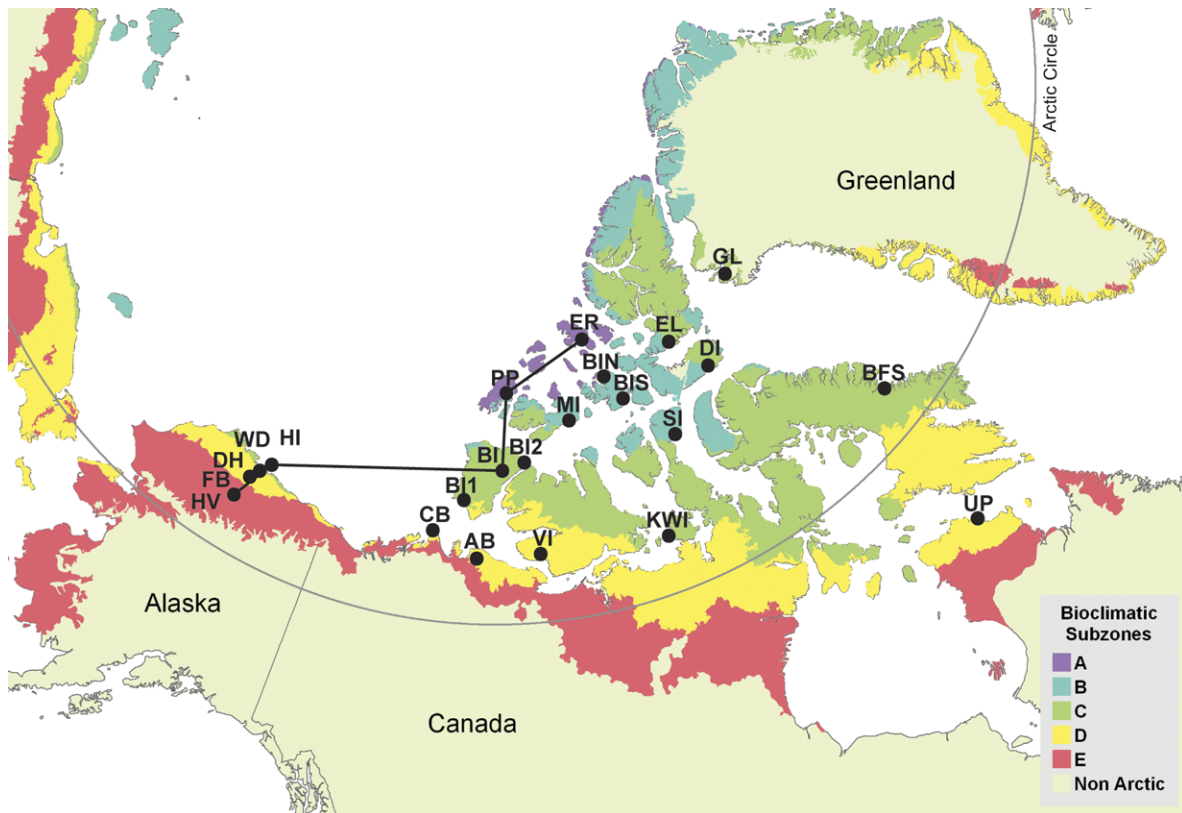 Arctic Circle
Greenland
GL
ER
EL
BIN
DI
PP
BIS
BFS
MI
SI
WD
HI
DH
BI
BI2
FB
HV
BI1
CB
KWI
UP
AB
VI
Alaska
Canada
Bioclimatic
Subzones
A
B
C
D
E
Non Arctic